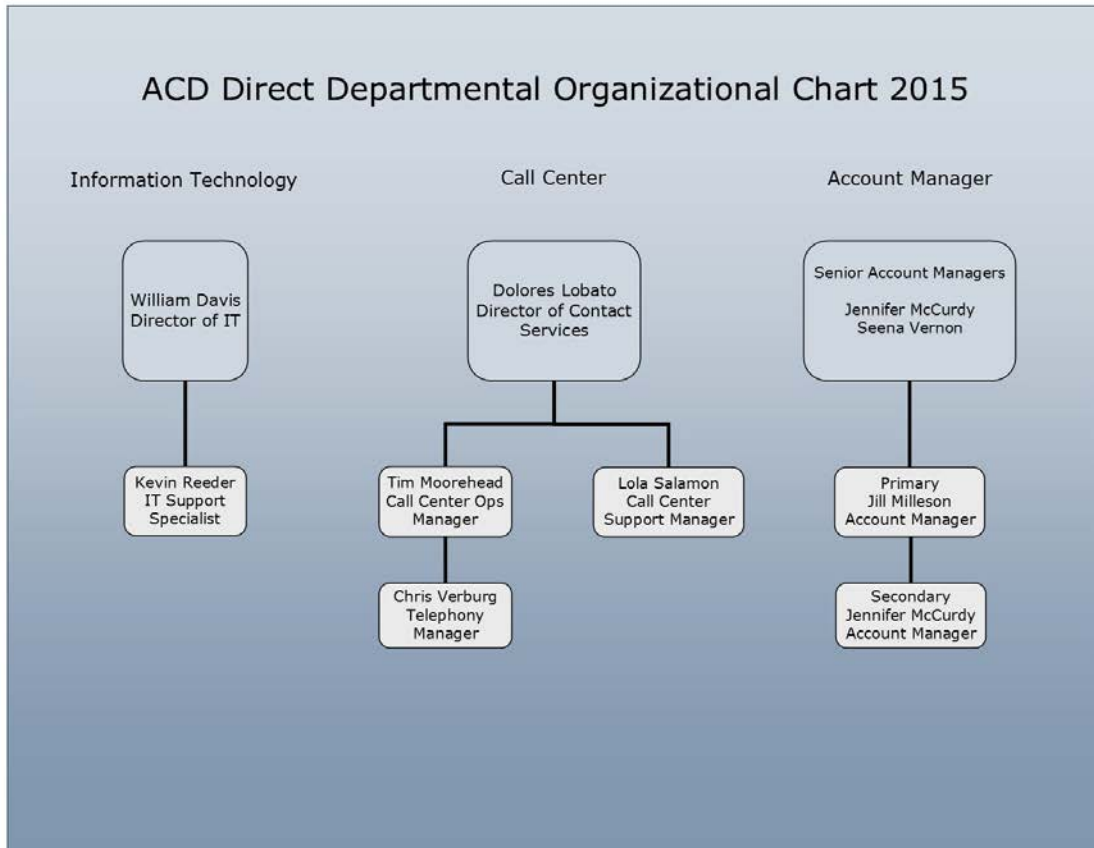 ACD Direct Departmental Organizational Chart 2015
Information Technology
Call Center
Account Manager
William Davis
Director of IT
Dolores Lobato
Director of Contact
Services
Senior Account Managers
Jennifer McCurdy
Seena Vernon
Kevin Reeder
IT Support
Specialist
Tim Moorehead
Call Center Ops
Manager
Lola Salamon
Call Center
Support Manager
Primary
Jill Milleson
Account Manager
Chris Verburg
Telephony
Manager
Secondary
Jennifer McCurdy
Account Manager